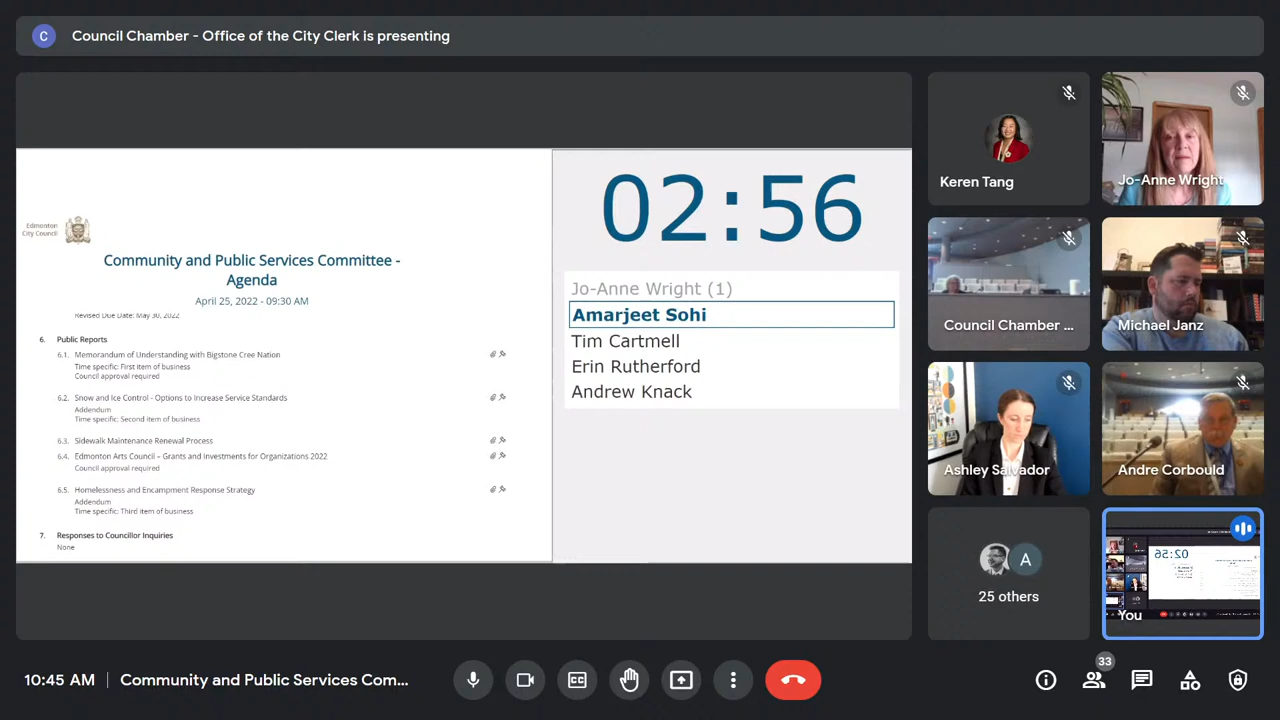 C
Council Chamber - Office of the City Clerk is presenting
Edmonton
City Council
Community and Public Services Committee -
Agenda
April 25, 2022 - 09:30 AM
Revised Due Date: May 30, 2022
6. Public Reports
6.1. Memorandum of Understanding with Bigstone Cree Nation
Time specific: First item of business
Council approval required
6.2. Snow and Ice Control - Options to Increase Service Standards
Addendum
Time specific: Second item of business
6.3. Sidewalk Maintenance Renewal Process
6.4. Edmonton Arts Council – Grants and Investments for Organizations 2022
Council approval required
6.5. Homelessness and Encampment Response Strategy
Addendum
Time specific: Third item of business
7. Responses to Councillor Inquiries
None
02:56
Jo-Anne Wright (1)
Amarjeet Sohi
Tim Cartmell
Erin Rutherford
Andrew Knack
Keren Tang
Jo-Anne Wright
Council Chamber ...
Michael Janz
Ashley Salvador
Andre Corbould
A
25 others
02:56
You
10:45 AM
Community and Public Services Com...
33